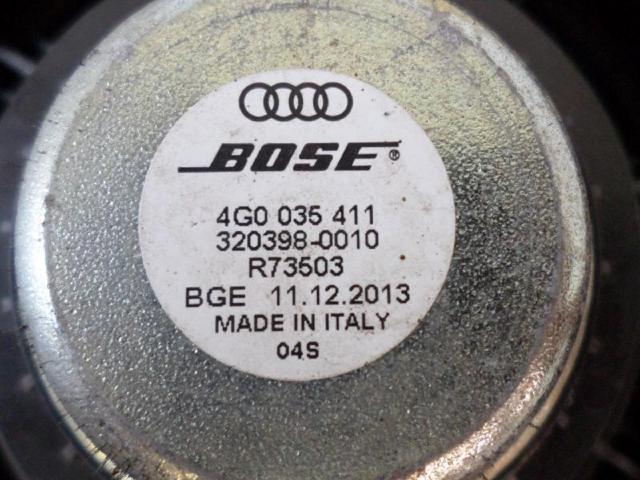 BOSE®
4G0 035 411
320398-0010
R73503
BGE 11.12.2013
MADE IN ITALY
04S